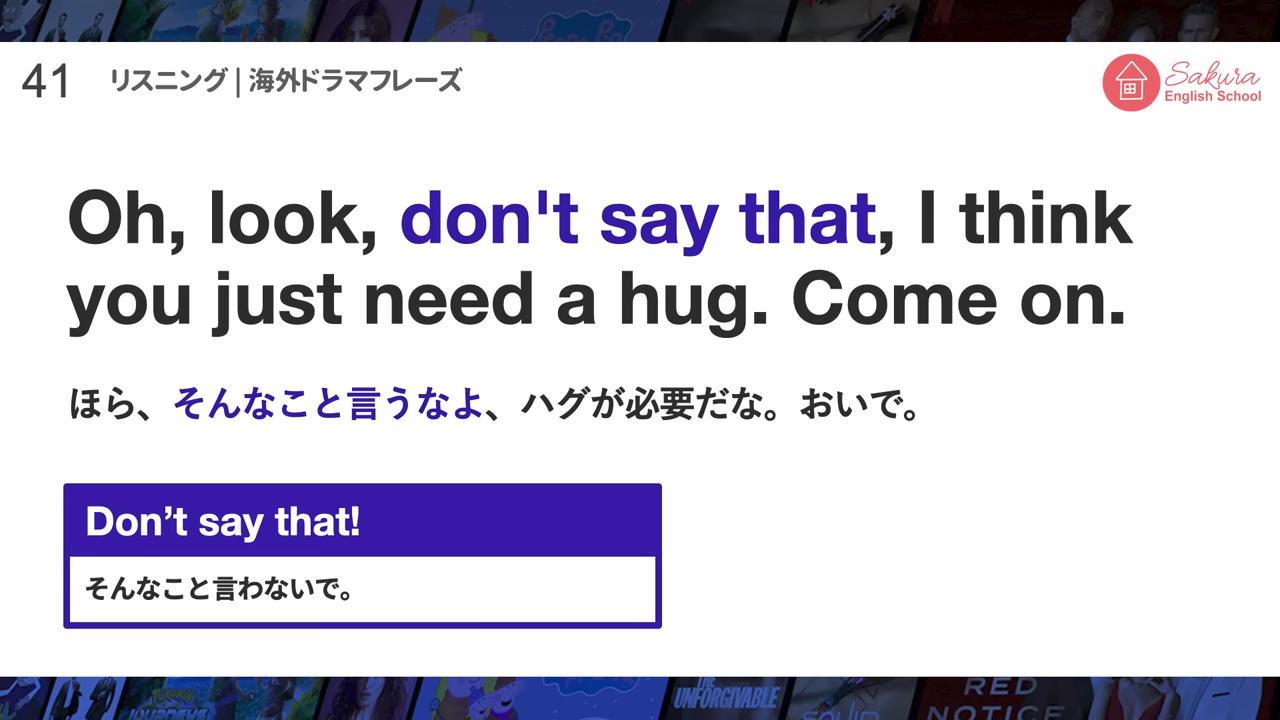 41
リスニング | 海外ドラマフレーズ
Sakura
English School
Oh, look, don't say that, I think
you just need a hug. Come on.
ほら、そんなこと言うなよ、ハグが必要だな。おいで。
Don’t say that!
そんなこと言わないで。
THE
UNFORGIVABLE
RED
NOTICE